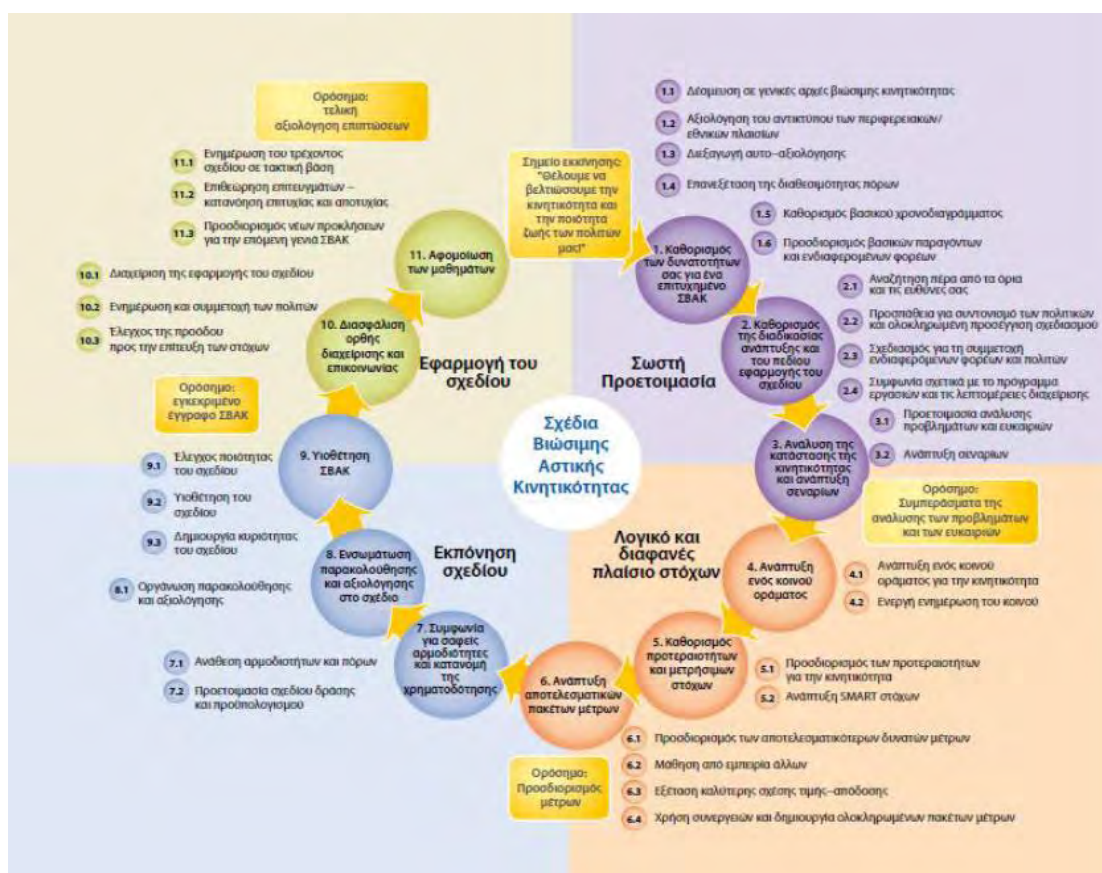 Σημείο εκκίνησης:
"Θέλουμε να
βελτιώσουμε την
κινητικότητα και
την ποιότητα
ζωής των πολιτών
μας!"
Σχέδια
Βιώσιμης
Αστικής
Κινητικότητας
Σωστή
Προετοιμασία
1. Καθορισμός
των δυνατοτήτων
σας για ένα
επιτυχημένο
ΣΒΑΚ
1.1 Δέσμευση σε γενικές αρχές βιώσιμης κινητικότητας
1.2 Αξιολόγηση του αντικτύπου των περιφερειακών/
εθνικών πλαισίων
1.3 Διεξαγωγή αυτο–αξιολόγησης
1.4 Επανεξέταση της διαθεσιμότητας πόρων
1.5 Καθορισμός βασικού χρονοδιαγράμματος
1.6 Προσδιορισμός βασικών παραγόντων
και ενδιαφερομένων φορέων
2. Καθορισμός
της διαδικασίας
ανάπτυξης και
του πεδίου
εφαρμογής του
σχεδίου
2.1 Αναζήτηση πέρα από τα όρια
και τις ευθύνες σας
2.2 Προσπάθεια για συντονισμό των πολιτικών
και ολοκληρωμένη προσέγγιση σχεδιασμού
2.3 Σχεδιασμός για τη συμμετοχή
ενδιαφερόμενων φορέων και πολιτών
2.4 Συμφωνία σχετικά με το πρόγραμμα
εργασιών και τις λεπτομέρειες διαχείρισης
3. Ανάλυση της
κατάστασης της
κινητικότητας
και ανάπτυξη
σεναρίων
3.1 Προετοιμασία ανάλυσης
προβλημάτων και ευκαιριών
3.2 Ανάπτυξη σεναρίων
Ορόσημο:
Συμπεράσματα της
ανάλυσης των προβλημάτων
και των ευκαιριών
Λογικό και
διαφανές
πλαίσιο στόχων
4. Ανάπτυξη
ενός κοινού
οράματος
4.1 Ανάπτυξη ενός κοινού
οράματος για την κινητικότητα
4.2 Ενεργή ενημέρωση του κοινού
5. Καθορισμός
προτεραιοτήτων
και μετρήσιμων
στόχων
5.1 Προσδιορισμός των προτεραιοτήτων
για την κινητικότητα
5.2 Ανάπτυξη SMART στόχων
6. Ανάπτυξη
αποτελεσματικών
πακέτων μέτρων
6.1 Προσδιορισμός των αποτελεσματικότερων δυνατών μέτρων
6.2 Μάθηση από εμπειρία άλλων
6.3 Εξέταση καλύτερης σχέσης τιμής–απόδοσης
6.4 Χρήση συνεργειών και δημιουργία ολοκληρωμένων πακέτων μέτρων
Ορόσημο:
Προσδιορισμός
μέτρων
Εκπόνηση
σχεδίου
7. Συμφωνία
για σαφείς
αρμοδιότητες
και κατανομή
της
χρηματοδότησης
7.1 Ανάθεση αρμοδιοτήτων και πόρων
7.2 Προετοιμασία σχεδίου δράσης
και προϋπολογισμού
8. Ενσωμάτωση
παρακολούθησης
και αξιολόγησης
στο σχέδιο
8.1 Οργάνωση παρακολούθησης
και αξιολόγησης
9. Υιοθέτηση
ΣΒΑΚ
9.1 Έλεγχος ποιότητας
του σχεδίου
9.2 Υιοθέτηση του
σχεδίου
9.3 Δημιουργία κυριότητας
του σχεδίου
Ορόσημο:
εγκεκριμένο
έγγραφο ΣΒΑΚ
Εφαρμογή του
σχεδίου
10. Διασφάλιση
ορθής
διαχείρισης και
επικοινωνίας
10.1 Διαχείριση της εφαρμογής του σχεδίου
10.2 Ενημέρωση και συμμετοχή των πολιτών
10.3 Έλεγχος της προόδου
προς την επίτευξη των στόχων
11. Αφομοίωση
των μαθημάτων
11.1 Ενημέρωση του τρέχοντος
σχεδίου σε τακτική βάση
11.2 Επιθεώρηση επιτευγμάτων –
κατανόηση επιτυχίας και αποτυχίας
11.3 Προσδιορισμός νέων προκλήσεων
για την επόμενη γενιά ΣΒΑΚ
Ορόσημο:
τελική
αξιολόγηση επιπτώσεων